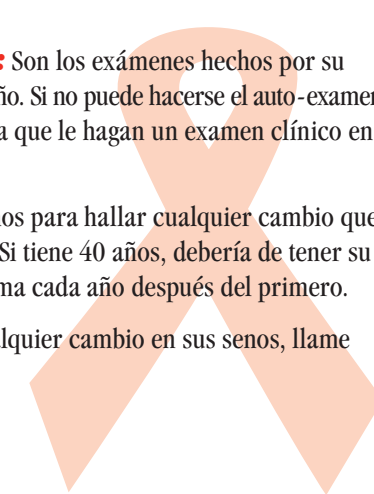 : Son los exámenes hechos por su
ño. Si no puede hacerse el auto-examen
a que le hagan un examen clínico en
nos para hallar cualquier cambio que
Si tiene 40 años, debería de tener su
ma cada año después del primero.
lquier cambio en sus senos, llame